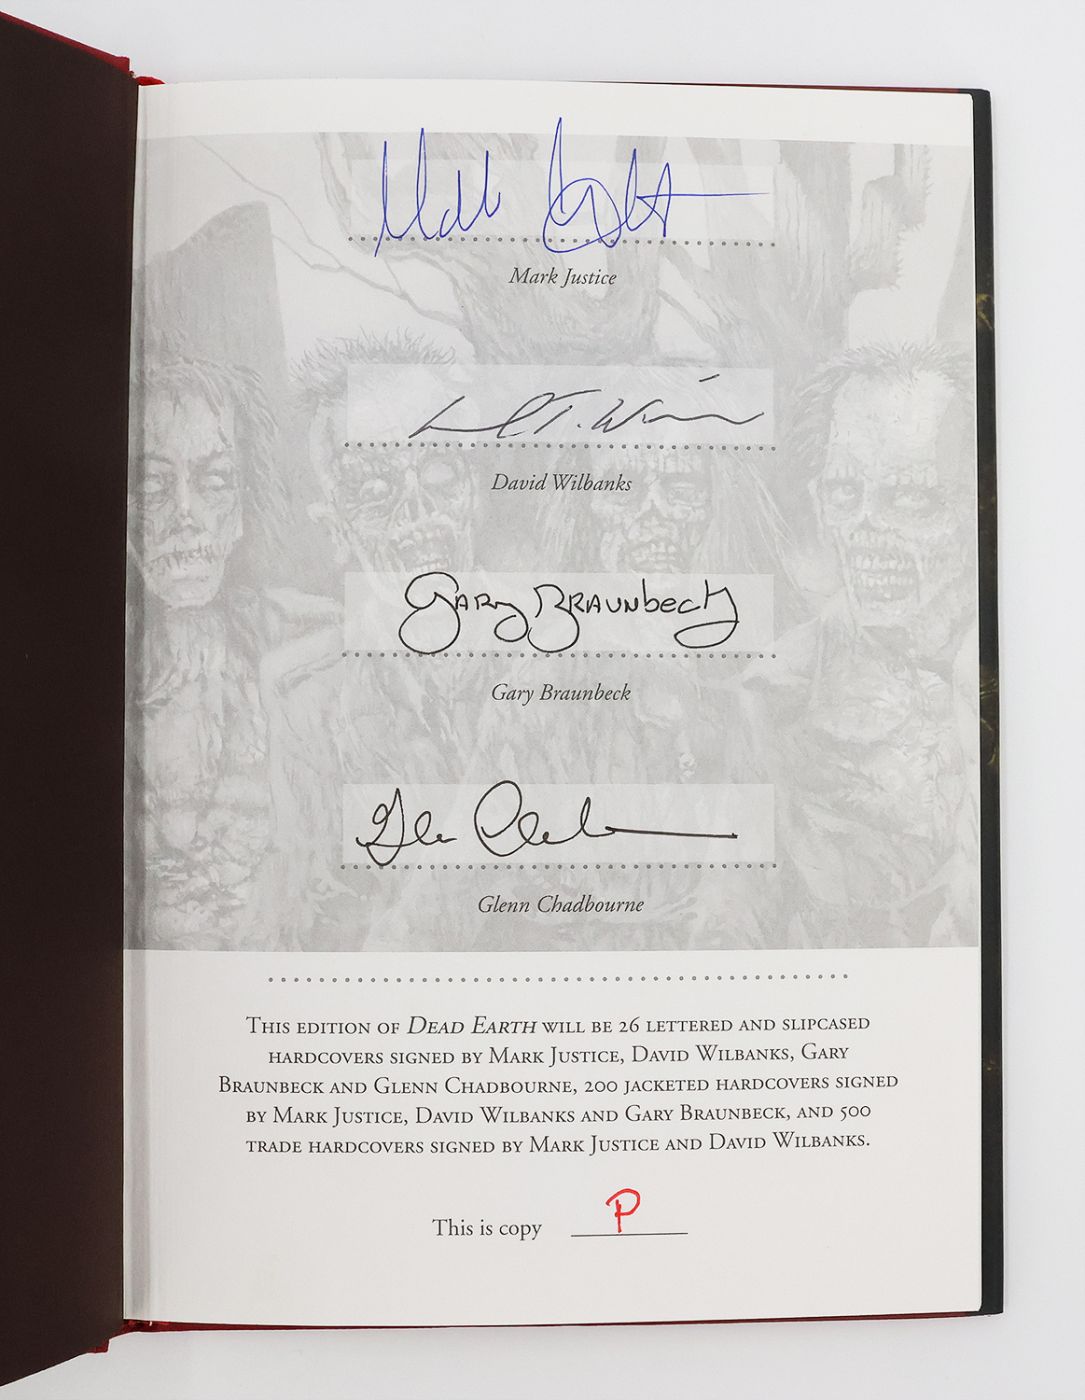 Mark Justice
David T. Wilbanks
David Wilbanks
Gary Braunbeck
Gary Braunbeck
Glenn Chadbourne
THIS EDITION OF DEAD EARTH WILL BE 26 LETTERED AND SLIPCASED
HARDCOVERS SIGNED BY MARK JUSTICE, DAVID WILBANKS, GARY
BRAUNBECK AND GLENN CHADBOURNE, 200 JACKETED HARDCOVERS SIGNED
BY MARK JUSTICE, DAVID WILBANKS AND GARY BRAUNBECK, AND 500
TRADE HARDCOVERS SIGNED BY MARK JUSTICE AND DAVID WILBANKS.
This is copy P